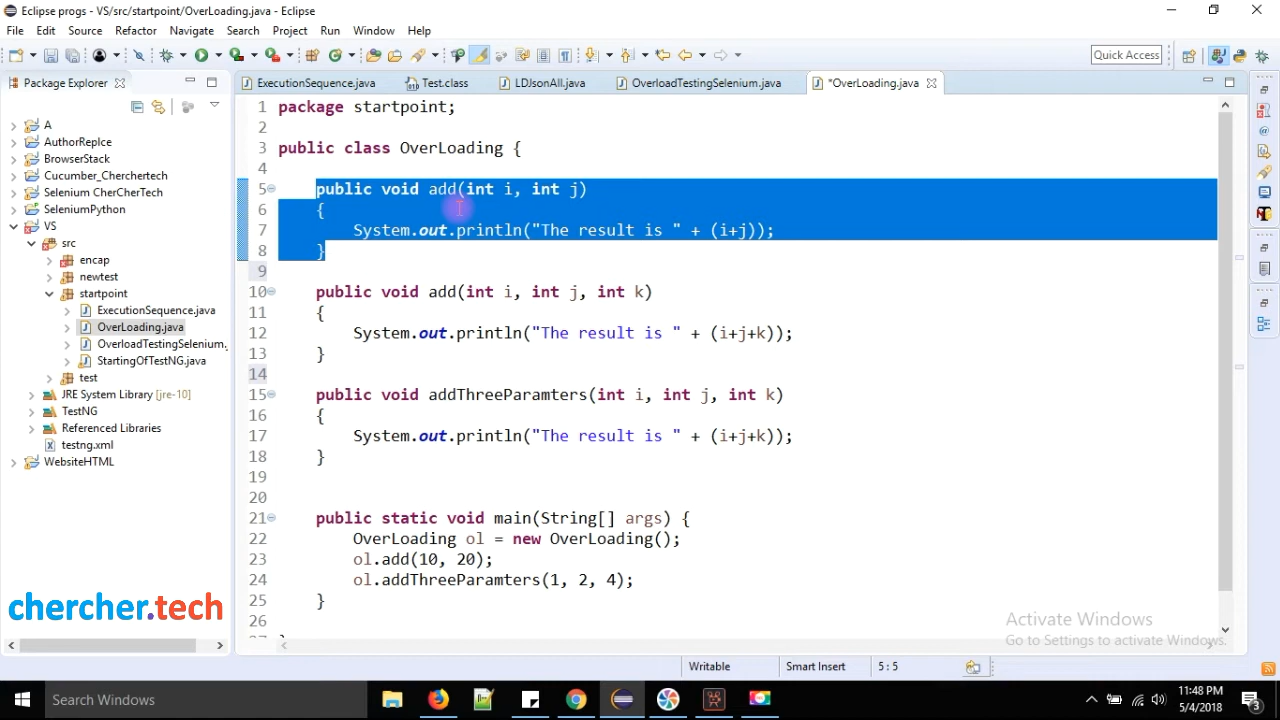 Eclipse progs - VS/src/startpoint/OverLoading.java - Eclipse
File Edit Source Refactor Navigate Search Project Run Window Help
Quick Access
Package Explorer
ExecutionSequence.java Test.class LDJsonAll.java OverloadTestingSelenium.java *OverLoading.java
A
AuthorReplce
BrowserStack
Cucumber_Cherchertech
Selenium CherCherTech
SeleniumPython
VS
src
encap
newtest
startpoint
ExecutionSequence.java
OverLoading.java
OverloadTestingSelenium.
StartingOfTestNG.java
test
JRE System Library [jre-10]
TestNG
Referenced Libraries
testng.xml
WebsiteHTML
chercher.tech
1 package startpoint;
2
3 public class OverLoading {
4
5 public void add(int i, int j)
6 {
7 System.out.println("The result is " + (i+j));
8 }
9
10 public void add(int i, int j, int k)
11 {
12 System.out.println("The result is " + (i+j+k));
13 }
14
15 public void addThreeParamters(int i, int j, int k)
16 {
17 System.out.println("The result is " + (i+j+k));
18 }
19
20
21 public static void main(String[] args) {
22 OverLoading ol = new OverLoading();
23 ol.add(10, 20);
24 ol.addThreeParamters(1, 2, 4);
25 }
26
27 }
Activate Windows
Go to Settings to activate Windows.
Writable Smart Insert 5 : 5
Search Windows
11:48 PM
5/4/2018
3